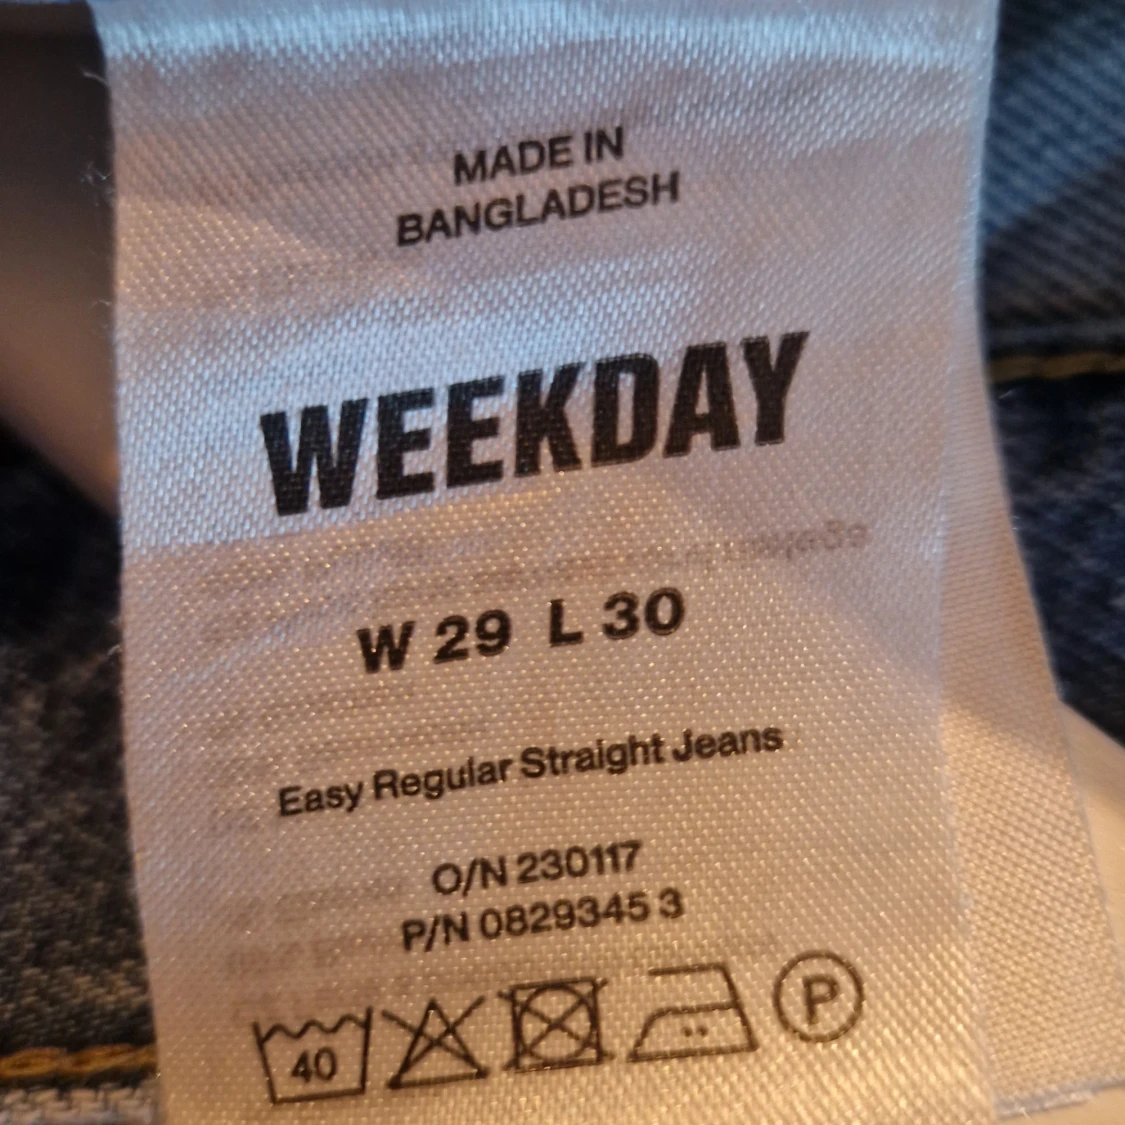 MADE IN
BANGLADESH
WEEKDAY
W 29 L 30
Easy Regular Straight Jeans
O/N 230117
P/N 0829345 3
40
P